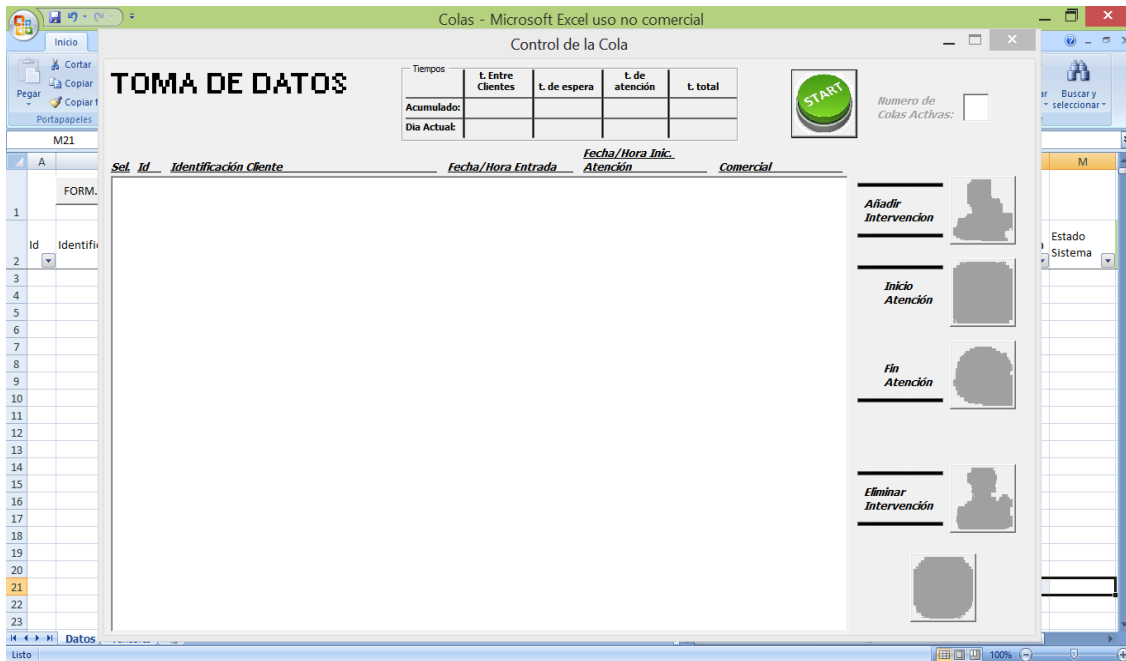 Colas - Microsoft Excel uso no comercial
Inicio
Control de la Cola
Cortar
Copiar
Copiar f
Pegar
Portapapeles
Buscar y
seleccionar
ar
M21
TOMA DE DATOS
Tiempos
t. Entre Clientes t. de espera t. de atención t. total
Acumulado:
Dia Actual:
START
Numero de
Colas Activas:
Sel. Id Identificación Cliente Fecha/Hora Entrada Fecha/Hora Inic. Atención Comercial
A M
FORM.
1
Id Identific
a Estado
Sistema
2
3
4
5
6
7
8
9
10
11
12
13
14
15
16
17
18
19
20
21
22
23
Añadir
Intervencion
Inicio
Atención
Fin
Atención
Eliminar
Intervención
Datos
Listo
100%